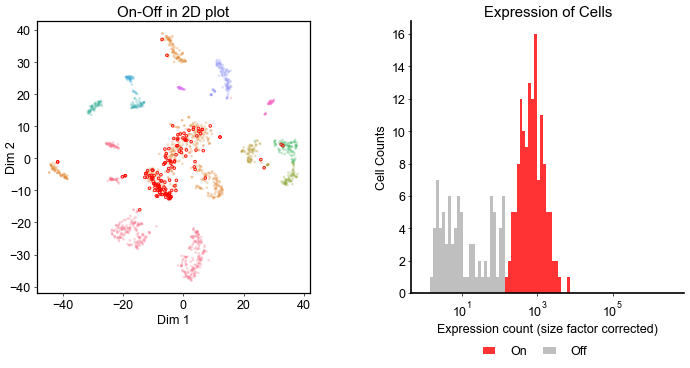 On-Off in 2D plot
40
30
20
10
0
−10
−20
−30
−40
Dim 2
−40 −20 0 20 40
Dim 1
Expression of Cells
16
14
12
10
8
6
4
2
0
Cell Counts
10^1 10^3 10^5
Expression count (size factor corrected)
On Off